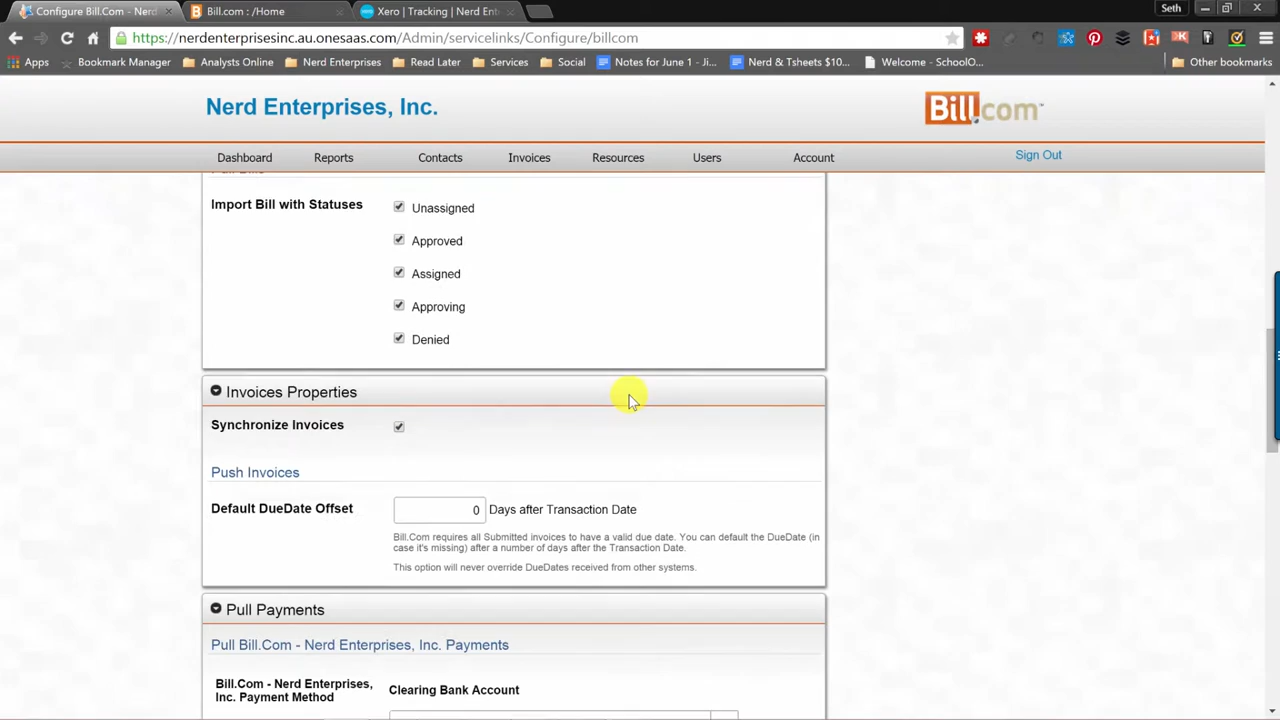 Configure Bill.Com - Nerd
Bill.com : /Home
Xero | Tracking | Nerd Ent
Seth
https://nerdenterprisesinc.au.onesaas.com/Admin/servicelinks/Configure/billcom
Apps
Bookmark Manager
Analysts Online
Nerd Enterprises
Read Later
Services
Social
Notes for June 1 - Ji...
Nerd & Tsheets $10...
Welcome - SchoolO...
Other bookmarks
Nerd Enterprises, Inc.
Bill.com™
Dashboard
Reports
Contacts
Invoices
Resources
Users
Account
Sign Out
Import Bill with Statuses
Unassigned
Approved
Assigned
Approving
Denied
Invoices Properties
Synchronize Invoices
Push Invoices
Default DueDate Offset
0 Days after Transaction Date
Bill.Com requires all Submitted invoices to have a valid due date. You can default the DueDate (in
case it's missing) after a number of days after the Transaction Date.
This option will never override DueDates received from other systems.
Pull Payments
Pull Bill.Com - Nerd Enterprises, Inc. Payments
Bill.Com - Nerd Enterprises,
Inc. Payment Method
Clearing Bank Account